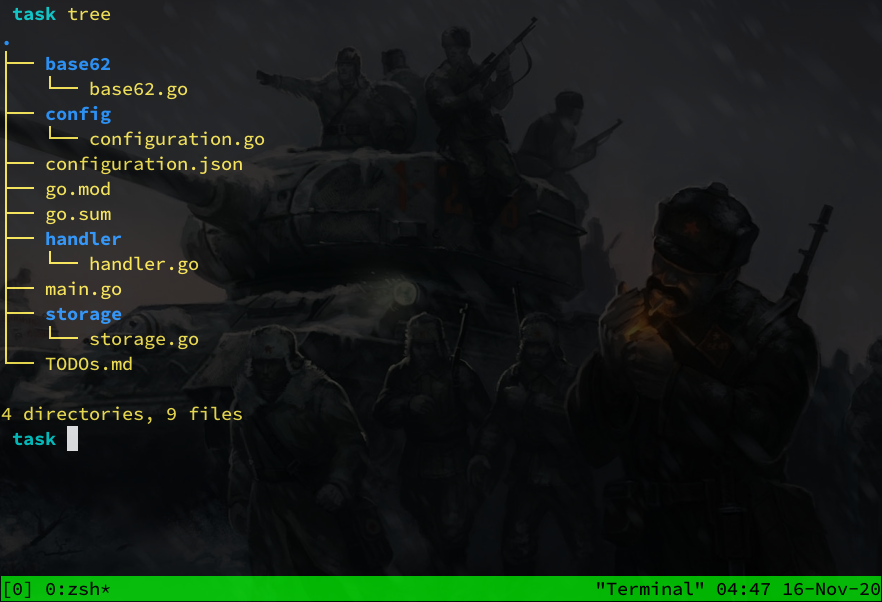 task tree
.
├── base62
│   └── base62.go
├── config
│   └── configuration.go
├── configuration.json
├── go.mod
├── go.sum
├── handler
│   └── handler.go
├── main.go
├── storage
│   └── storage.go
└── TODOs.md
4 directories, 9 files
task
[0] 0:zsh* "Terminal" 04:47 16-Nov-20